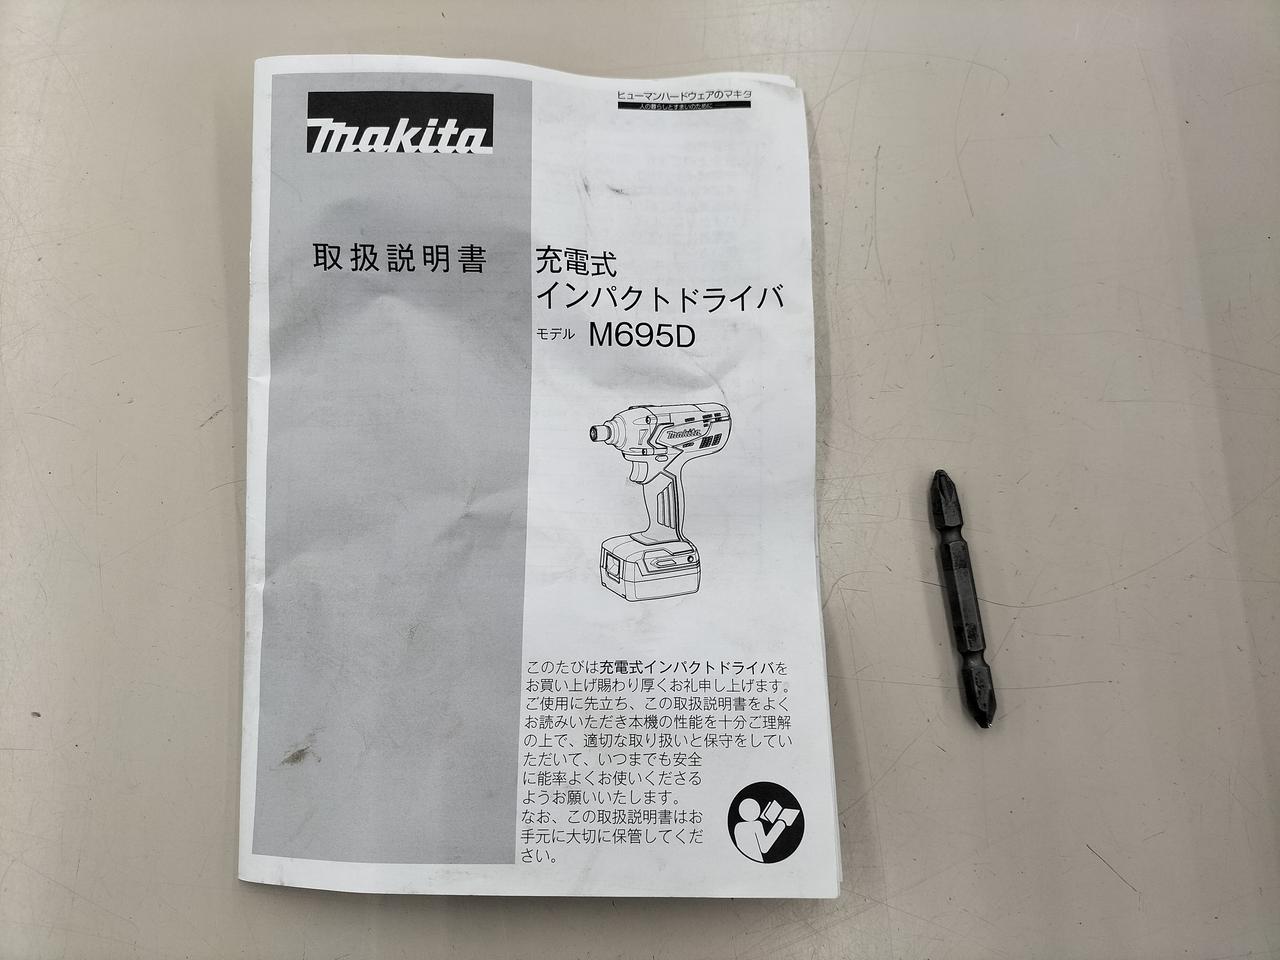 makita
ヒューマンハードウェアのマキタ
人の暮らしとすまいのために
取扱説明書
充電式
インパクトドライバ
モデル M695D
makita
このたびは充電式インパクトドライバを
お買い上げ賜わり厚くお礼申し上げます。
ご使用に先立ち、この取扱説明書をよく
お読みいただき本機の性能を十分ご理解
の上で、適切な取り扱いと保守をしてい
ただいて、いつまでも安全
に能率よくお使いくださる
ようお願いいたします。
なお、この取扱説明書はお
手元に大切に保管してくだ
さい。